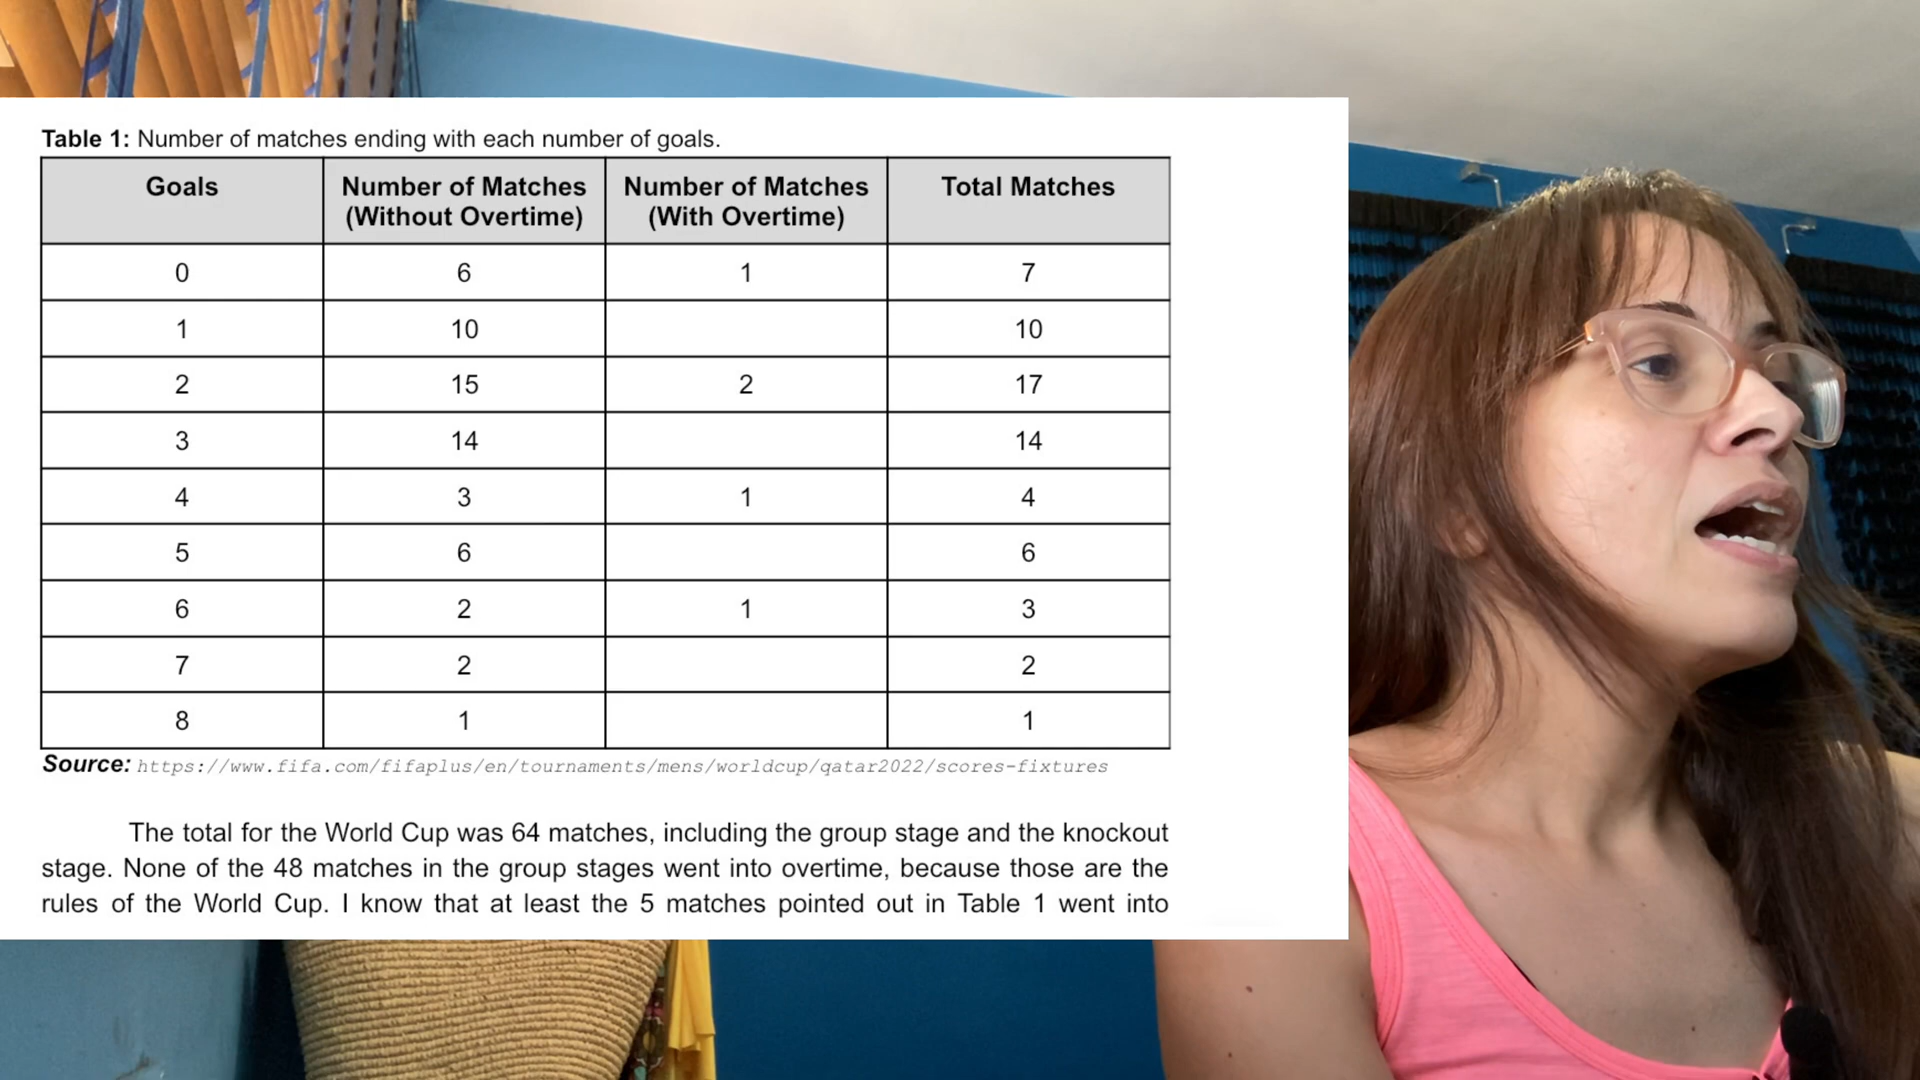 Table 1: Number of matches ending with each number of goals.
Goals Number of Matches (Without Overtime) Number of Matches (With Overtime) Total Matches
0 6 1 7
1 10 10
2 15 2 17
3 14 14
4 3 1 4
5 6 6
6 2 1 3
7 2 2
8 1 1
Source: https://www.fifa.com/fifaplus/en/tournaments/mens/worldcup/qatar2022/scores-fixtures
The total for the World Cup was 64 matches, including the group stage and the knockout
stage. None of the 48 matches in the group stages went into overtime, because those are the
rules of the World Cup. I know that at least the 5 matches pointed out in Table 1 went into